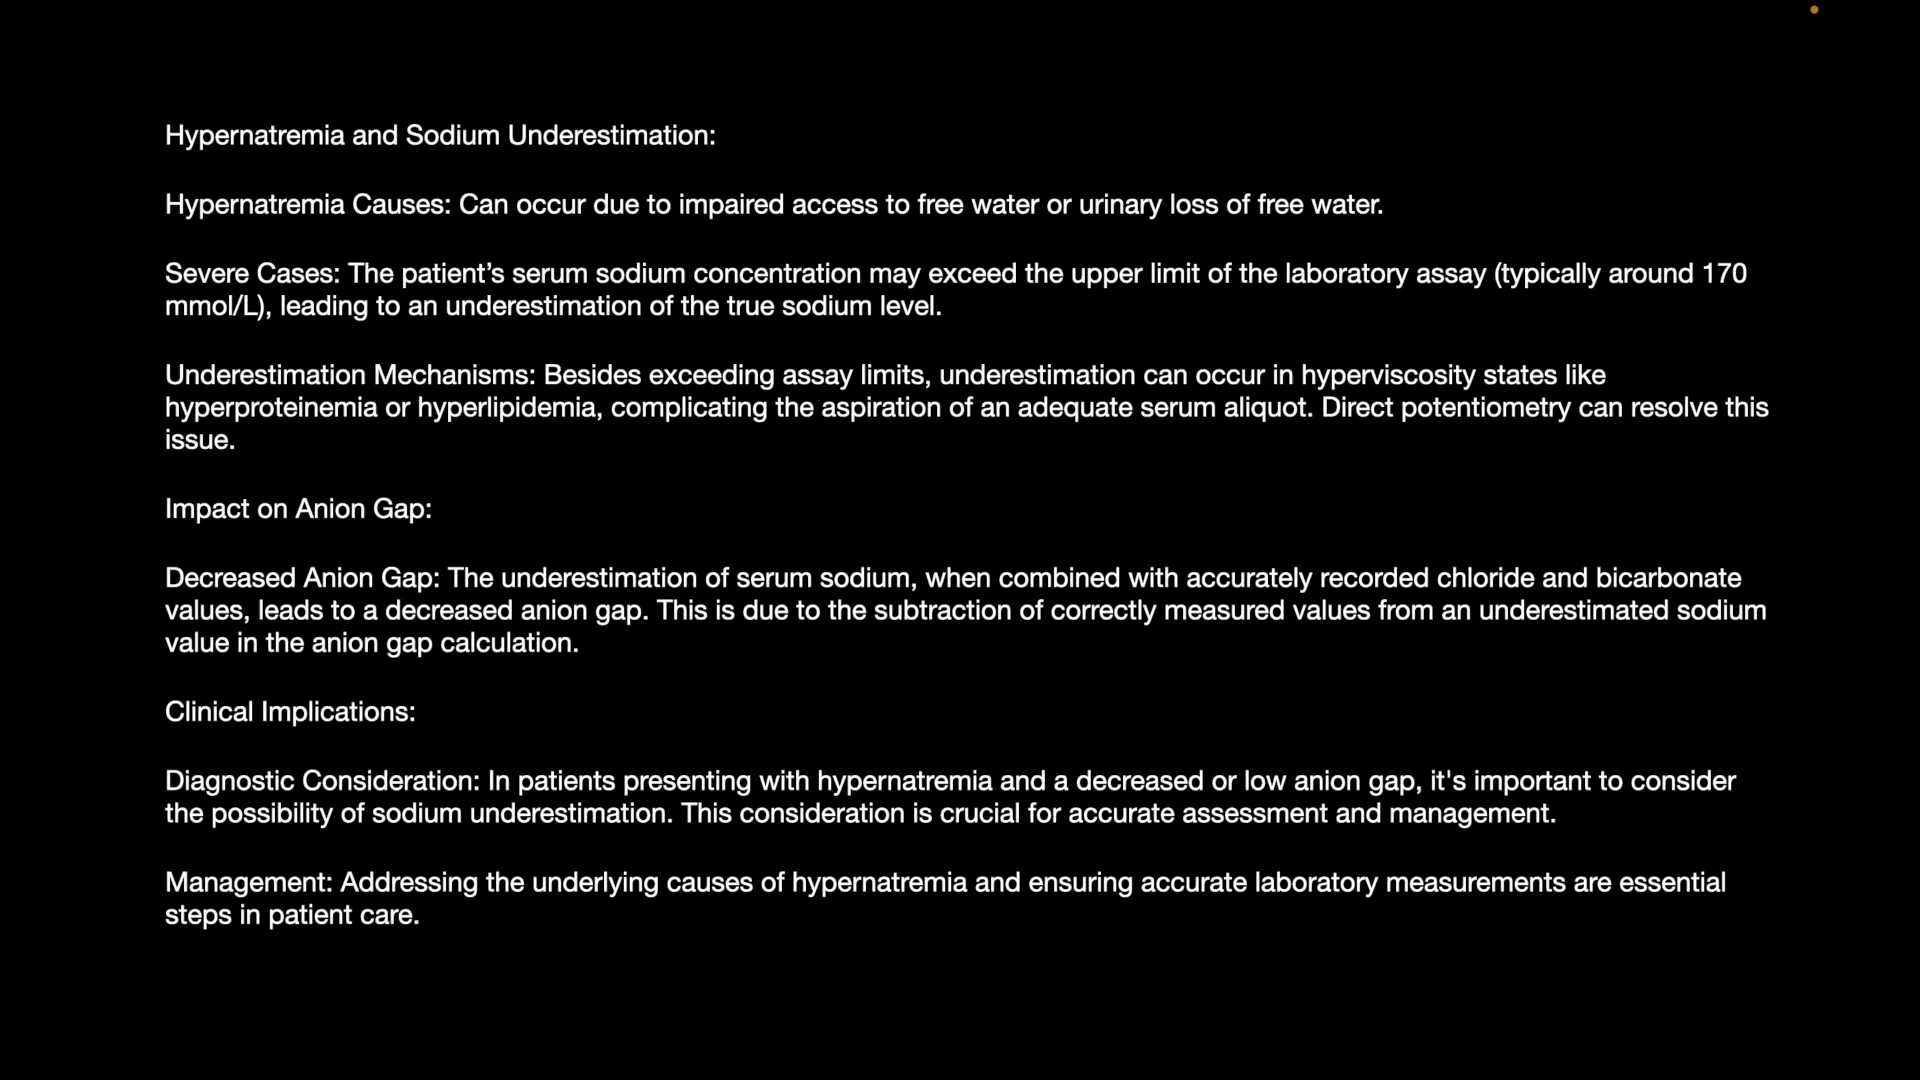 Hypernatremia and Sodium Underestimation:
Hypernatremia Causes: Can occur due to impaired access to free water or urinary loss of free water.
Severe Cases: The patient’s serum sodium concentration may exceed the upper limit of the laboratory assay (typically around 170
mmol/L), leading to an underestimation of the true sodium level.
Underestimation Mechanisms: Besides exceeding assay limits, underestimation can occur in hyperviscosity states like
hyperproteinemia or hyperlipidemia, complicating the aspiration of an adequate serum aliquot. Direct potentiometry can resolve this
issue.
Impact on Anion Gap:
Decreased Anion Gap: The underestimation of serum sodium, when combined with accurately recorded chloride and bicarbonate
values, leads to a decreased anion gap. This is due to the subtraction of correctly measured values from an underestimated sodium
value in the anion gap calculation.
Clinical Implications:
Diagnostic Consideration: In patients presenting with hypernatremia and a decreased or low anion gap, it's important to consider
the possibility of sodium underestimation. This consideration is crucial for accurate assessment and management.
Management: Addressing the underlying causes of hypernatremia and ensuring accurate laboratory measurements are essential
steps in patient care.